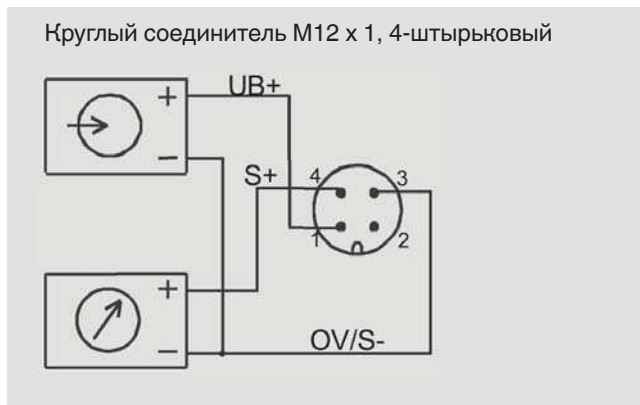 Круглый соединитель M12 x 1, 4-штырьковый
+
UB+
−
S+
4
3
1
2
+
−
OV/S-